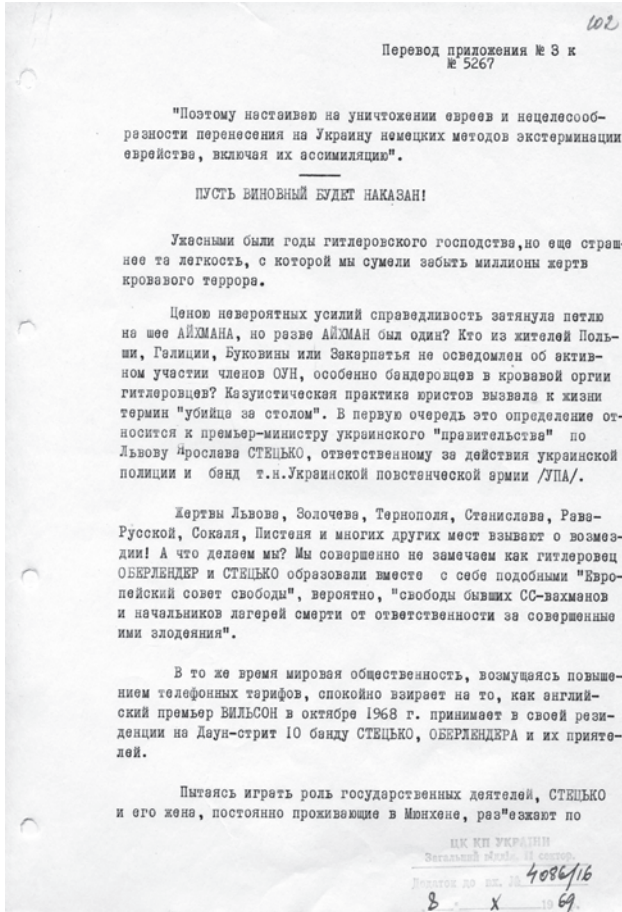 102
Перевод приложения № 3 к
№ 5267
"Поэтому настаиваю на уничтожении евреев и нецелесооб-
разности перенесения на Украину немецких методов экстерминации
еврейства, включая их ассимиляцию".
ПУСТЬ ВИНОВНЫЙ БУДЕТ НАКАЗАН!
Ужасными были годы гитлеровского господства,но еще страш-
нее та легкость, с которой мы сумели забыть миллионы жертв
кровавого террора.
Ценою невероятных усилий справедливость затянула петлю
на шее АЙХМАНА, но разве АЙХМАН был один? Кто из жителей Поль-
ши, Галиции, Буковины или Закарпатья не осведомлен об актив-
ном участии членов ОУН, особенно бандеровцев в кровавой оргии
гитлеровцев? Казуистическая практика юристов вызвала к жизни
термин "убийца за столом". В первую очередь это определение от-
носится к премьер-министру украинского "правительства" по
Львову Ярослава СТЕЦЬКО, ответственному за действия украинской
полиции и банд т.н.Украинской повстанческой армии /УПА/.
Жертвы Львова, Золочева, Тернополя, Станислава, Рава-
Русской, Сокаля, Пистеня и многих других мест взывают о возмез-
дии! А что делаем мы? Мы совершенно не замечаем как гитлеровец
ОБЕРЛЕНДЕР и СТЕЦЬКО образовали вместе с себе подобными "Евро-
пейский совет свободы", вероятно, "свободы бывших СС-вахманов
и начальников лагерей смерти от ответственности за совершенные
ими злодеяния".
В то же время мировая общественность, возмущаясь повыше-
нием телефонных тарифов, спокойно взирает на то, как англий-
ский премьер ВИЛЬСОН в октябре 1968 г. принимает в своей рези-
денции на Даун-стрит 10 банду СТЕЦЬКО, ОБЕРЛЕНДЕРА и их прияте-
лей.
Пытаясь играть роль государственных деятелей, СТЕЦЬКО
и его жена, постоянно проживающие в Мюнхене, раз"езжают по
ЦК КП УКРАЇНИ
Загальний відділ, II сектор.
Додаток до вх. № 4086/16
8 " X 1969